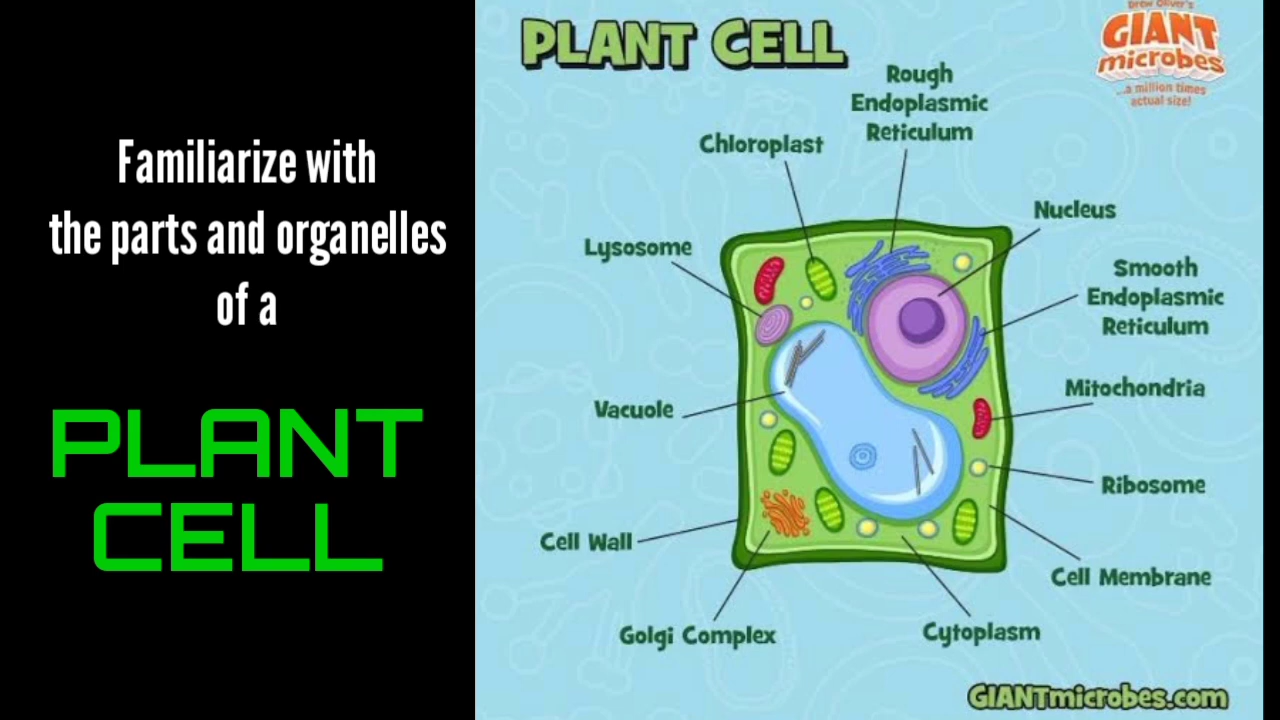 Familiarize with
the parts and organelles
of a
PLANT
CELL
PLANT CELL
Drew Oliver's
GIANT
microbes
...a million times
actual size!
Rough
Endoplasmic
Reticulum
Chloroplast
Nucleus
Lysosome
Smooth
Endoplasmic
Reticulum
Mitochondria
Vacuole
Ribosome
Cell Wall
Cell Membrane
Golgi Complex
Cytoplasm
GIANTmicrobes.com